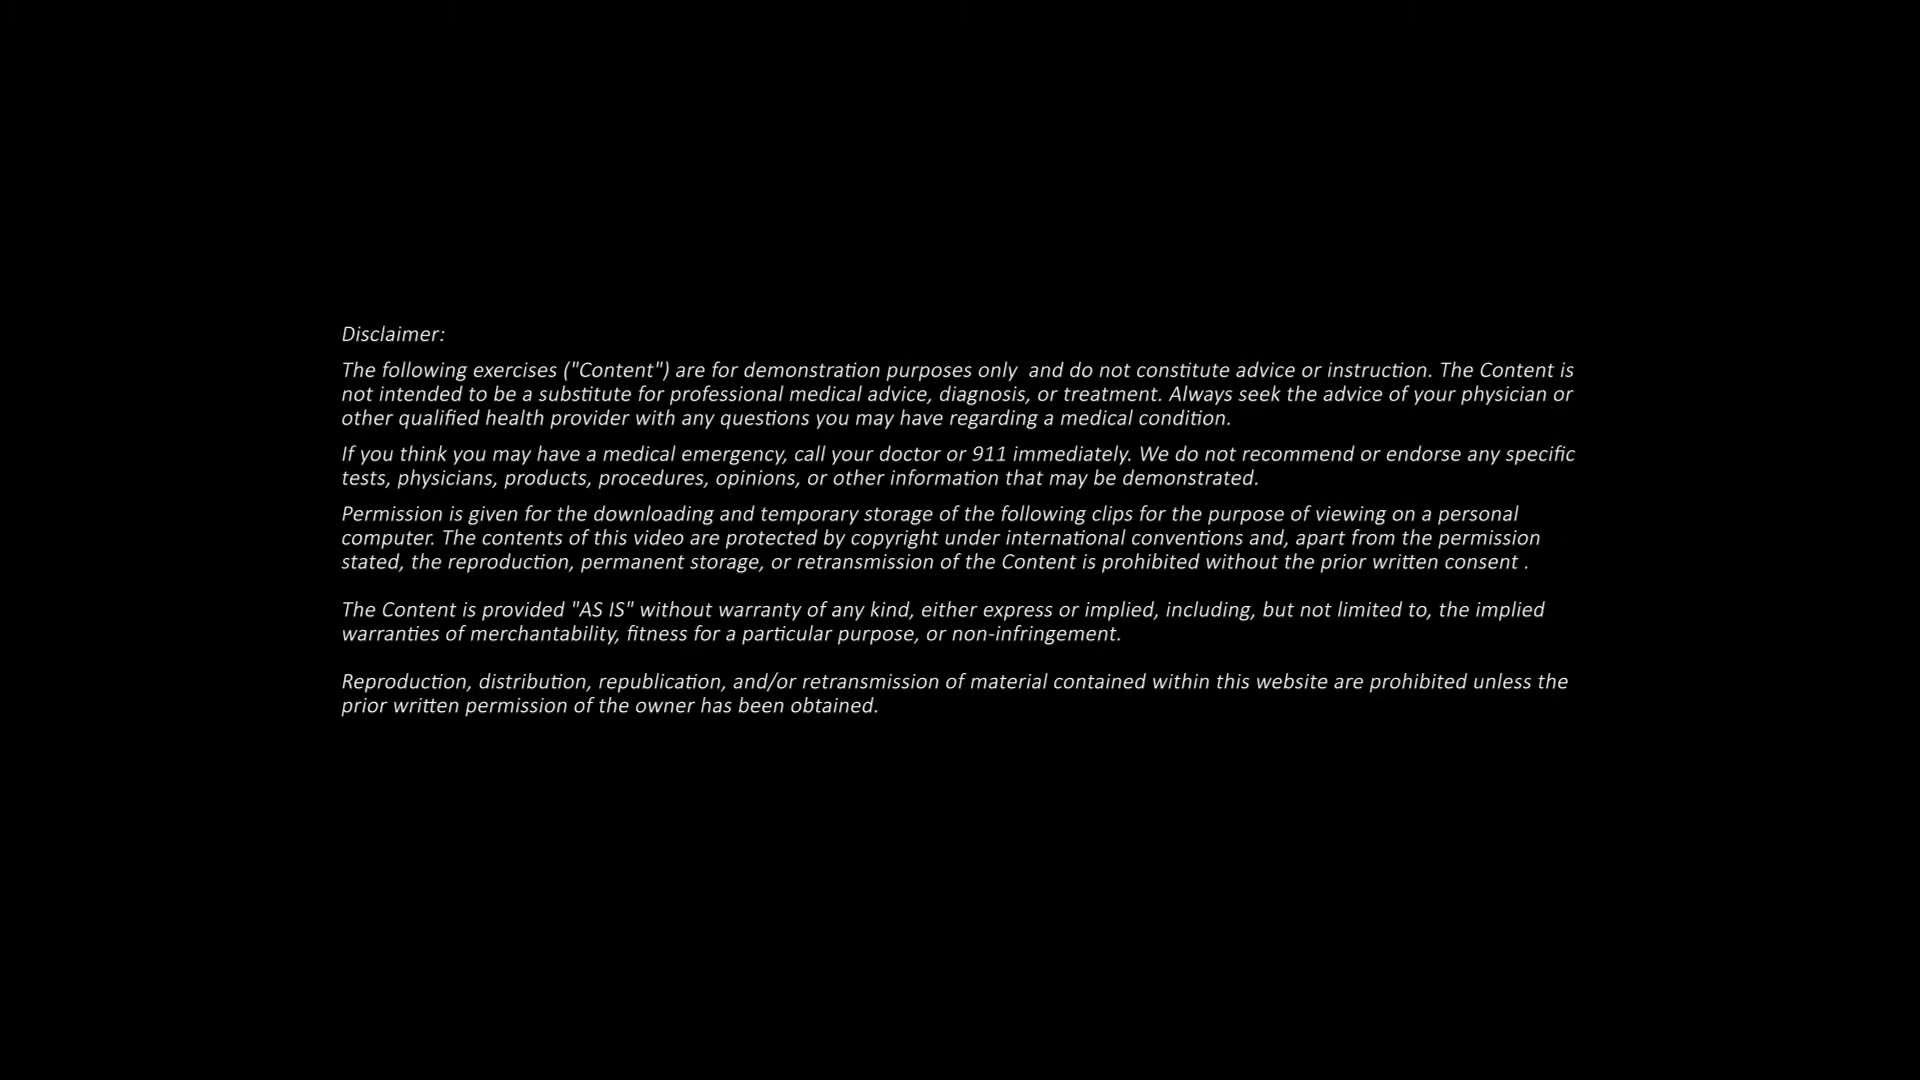 Disclaimer:
The following exercises ("Content") are for demonstration purposes only  and do not constitute advice or instruction. The Content is
not intended to be a substitute for professional medical advice, diagnosis, or treatment. Always seek the advice of your physician or
other qualified health provider with any questions you may have regarding a medical condition.
If you think you may have a medical emergency, call your doctor or 911 immediately. We do not recommend or endorse any specific
tests, physicians, products, procedures, opinions, or other information that may be demonstrated.
Permission is given for the downloading and temporary storage of the following clips for the purpose of viewing on a personal
computer. The contents of this video are protected by copyright under international conventions and, apart from the permission
stated, the reproduction, permanent storage, or retransmission of the Content is prohibited without the prior written consent .
The Content is provided "AS IS" without warranty of any kind, either express or implied, including, but not limited to, the implied
warranties of merchantability, fitness for a particular purpose, or non-infringement.
Reproduction, distribution, republication, and/or retransmission of material contained within this website are prohibited unless the
prior written permission of the owner has been obtained.